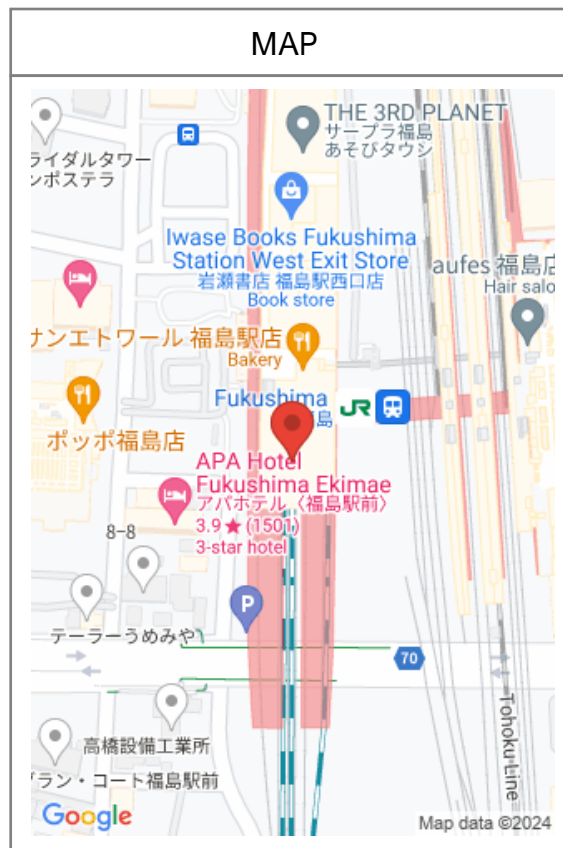 MAP
THE 3RD PLANET
サープラ福島
あそびタウン
ライダルタワー
ンポステラ
Iwase Books Fukushima
Station West Exit Store
岩瀬書店 福島駅西口店
Book store
aufes 福島店
Hair salo
サンエトワール 福島駅店
Bakery
Fukushima
島
JR
ポッポ福島店
APA Hotel
Fukushima Ekimae
アパホテル〈福島駅前〉
3.9★(1501)
3-star hotel
8-8
P
テーラーうめみや
70
Tohoku Line
高橋設備工業所
グラン・コート福島駅前
Google
Map data ©2024